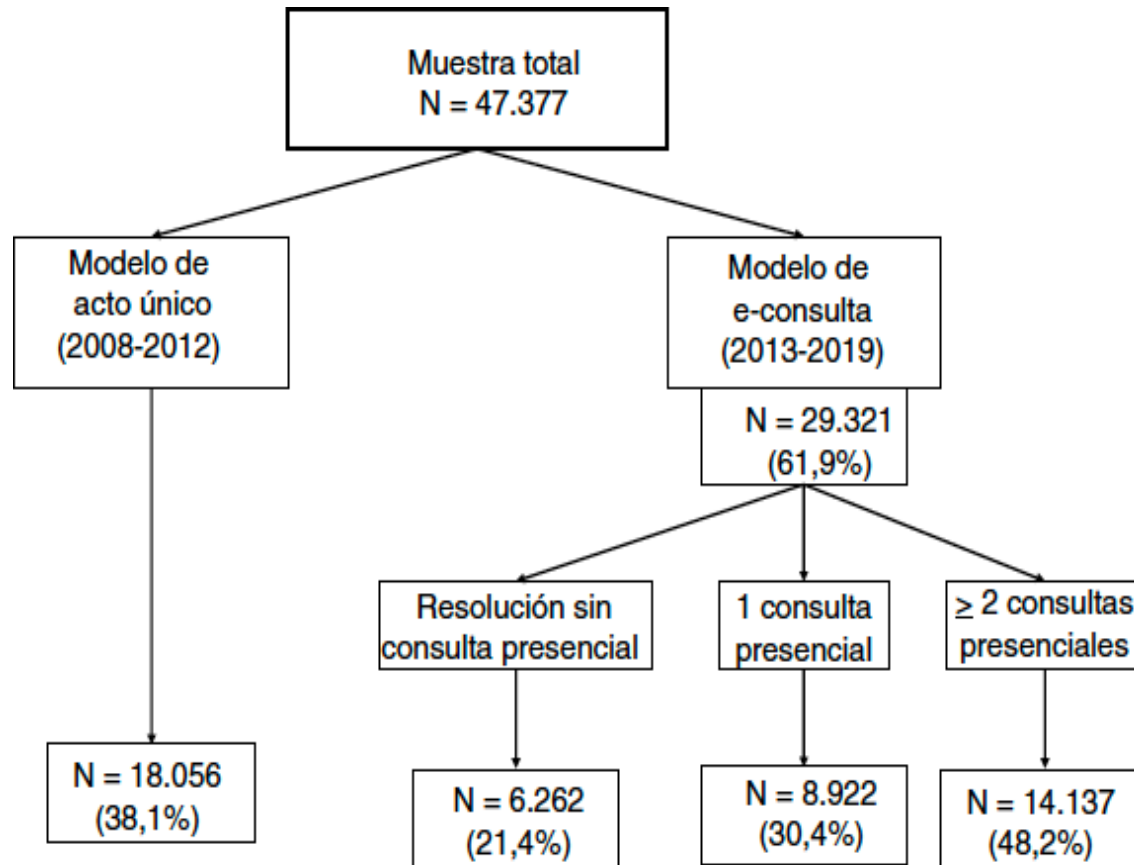 Muestra total
N = 47.377
Modelo de
acto único
(2008-2012)
Modelo de
e-consulta
(2013-2019)
N = 29.321
(61,9%)
Resolución sin
consulta presencial
1 consulta
presencial
≥ 2 consultas
presenciales
N = 18.056
(38,1%)
N = 6.262
(21,4%)
N = 8.922
(30,4%)
N = 14.137
(48,2%)